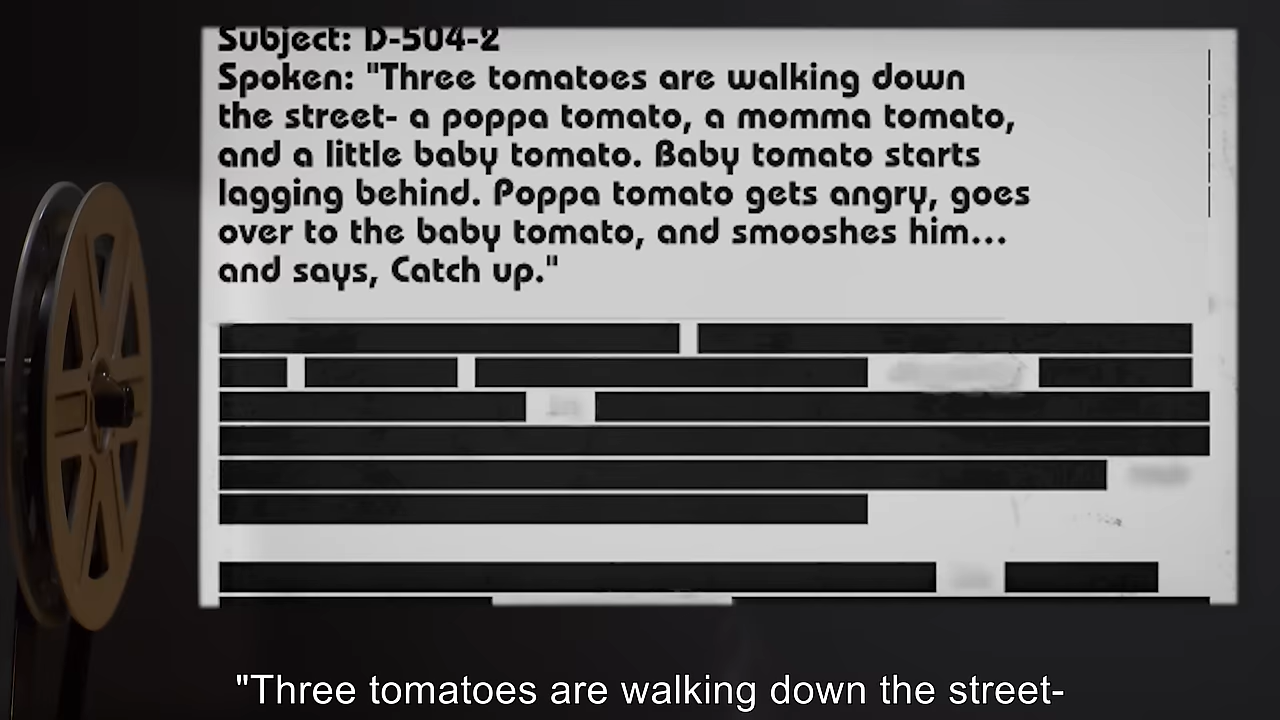 Subject: D-504-2
Spoken: "Three tomatoes are walking down
the street- a poppa tomato, a momma tomato,
and a little baby tomato. Baby tomato starts
lagging behind. Poppa tomato gets angry, goes
over to the baby tomato, and smooshes him...
and says, Catch up."
"Three tomatoes are walking down the street-